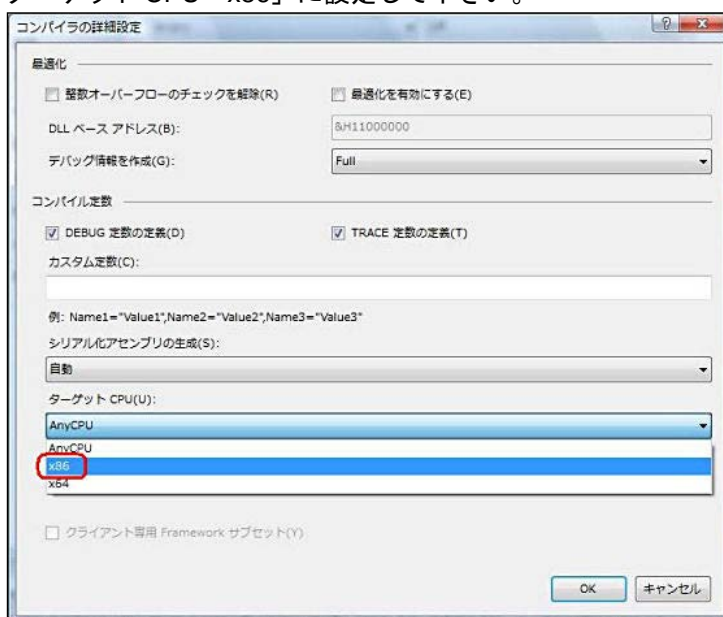 ターゲット CPU「x86」に設定して下さい。
コンパイラの詳細設定
最適化
整数オーバーフローのチェックを解除(R)
最適化を有効にする(E)
DLL ベース アドレス(B):
&H11000000
デバッグ情報を作成(G):
Full
コンパイル定数
DEBUG 定数の定義(D)
TRACE 定数の定義(T)
カスタム定数(C):
例: Name1="Value1",Name2="Value2",Name3="Value3"
シリアル化アセンブリの生成(S):
自動
ターゲット CPU(U):
AnyCPU
AnyCPU
x86
x64
クライアント専用 Framework サブセット(Y)
OK
キャンセル